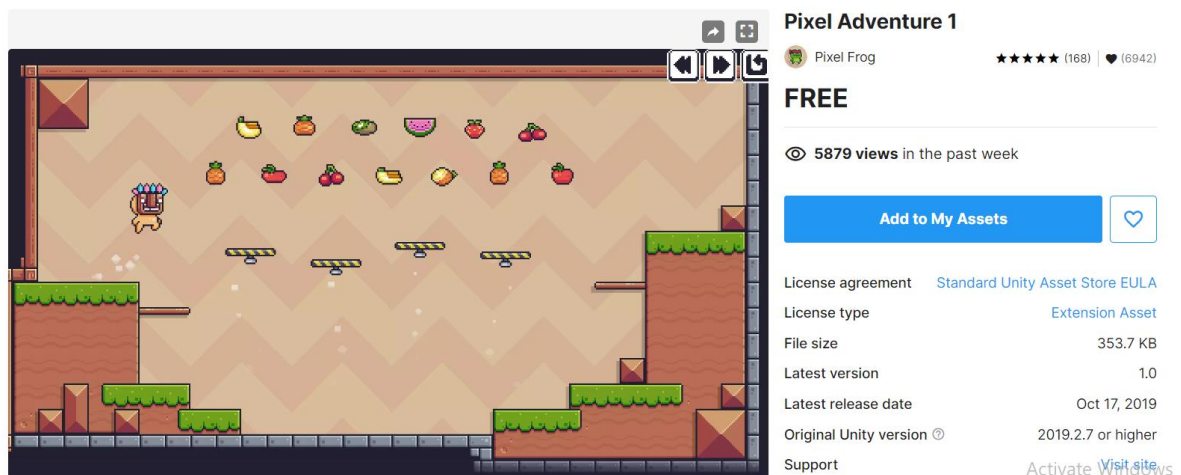 Pixel Adventure 1
Pixel Frog ★★★★★ (168) | ♥ (6942)
FREE
5879 views in the past week
Add to My Assets
License agreement Standard Unity Asset Store EULA
License type Extension Asset
File size 353.7 KB
Latest version 1.0
Latest release date Oct 17, 2019
Original Unity version 2019.2.7 or higher
Support Visit site
Activate Windows